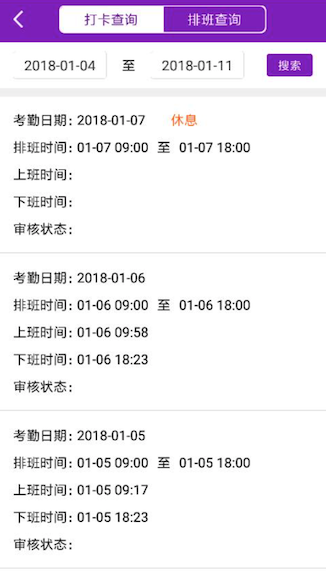 打卡查询 排班查询
2018-01-04 至 2018-01-11 搜索
考勤日期: 2018-01-07 休息
排班时间: 01-07 09:00 至 01-07 18:00
上班时间:
下班时间:
审核状态:
考勤日期: 2018-01-06
排班时间: 01-06 09:00 至 01-06 18:00
上班时间: 01-06 09:58
下班时间: 01-06 18:23
审核状态:
考勤日期: 2018-01-05
排班时间: 01-05 09:00 至 01-05 18:00
上班时间: 01-05 09:17
下班时间: 01-05 18:23
审核状态: